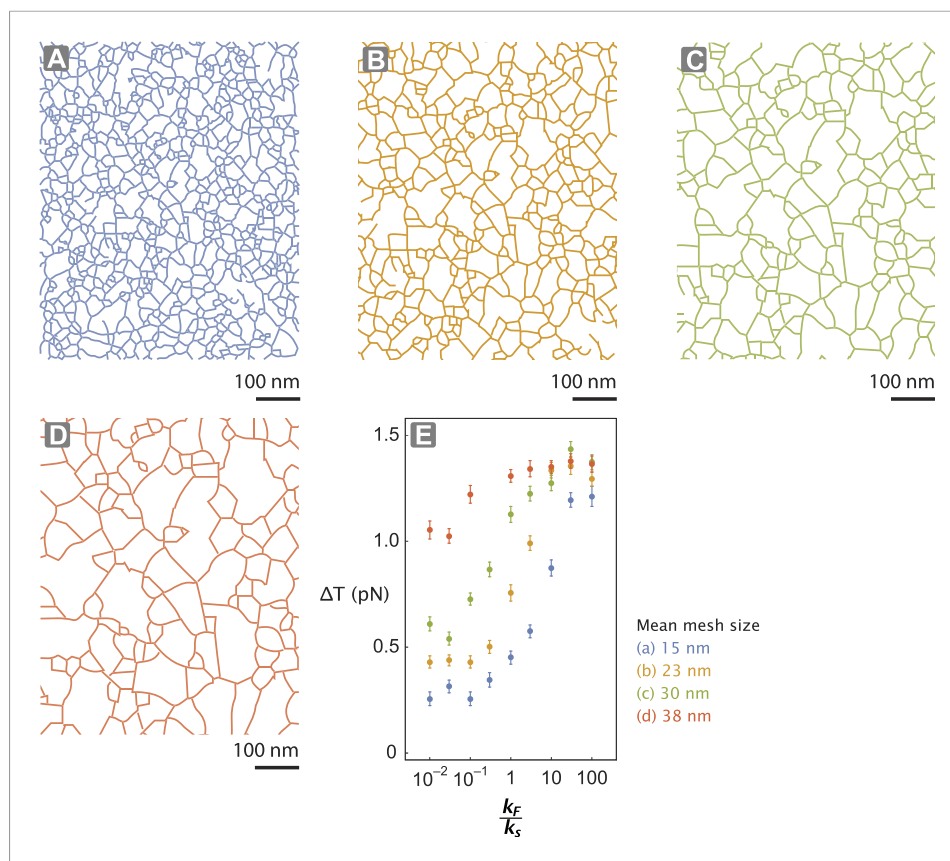 A
B
C
100 nm
100 nm
100 nm
D
E
1.5
1.0
ΔT (pN)
0.5
0
10⁻² 10⁻¹ 1 10 100
k_F
k_s
Mean mesh size
(a) 15 nm
(b) 23 nm
(c) 30 nm
(d) 38 nm
100 nm